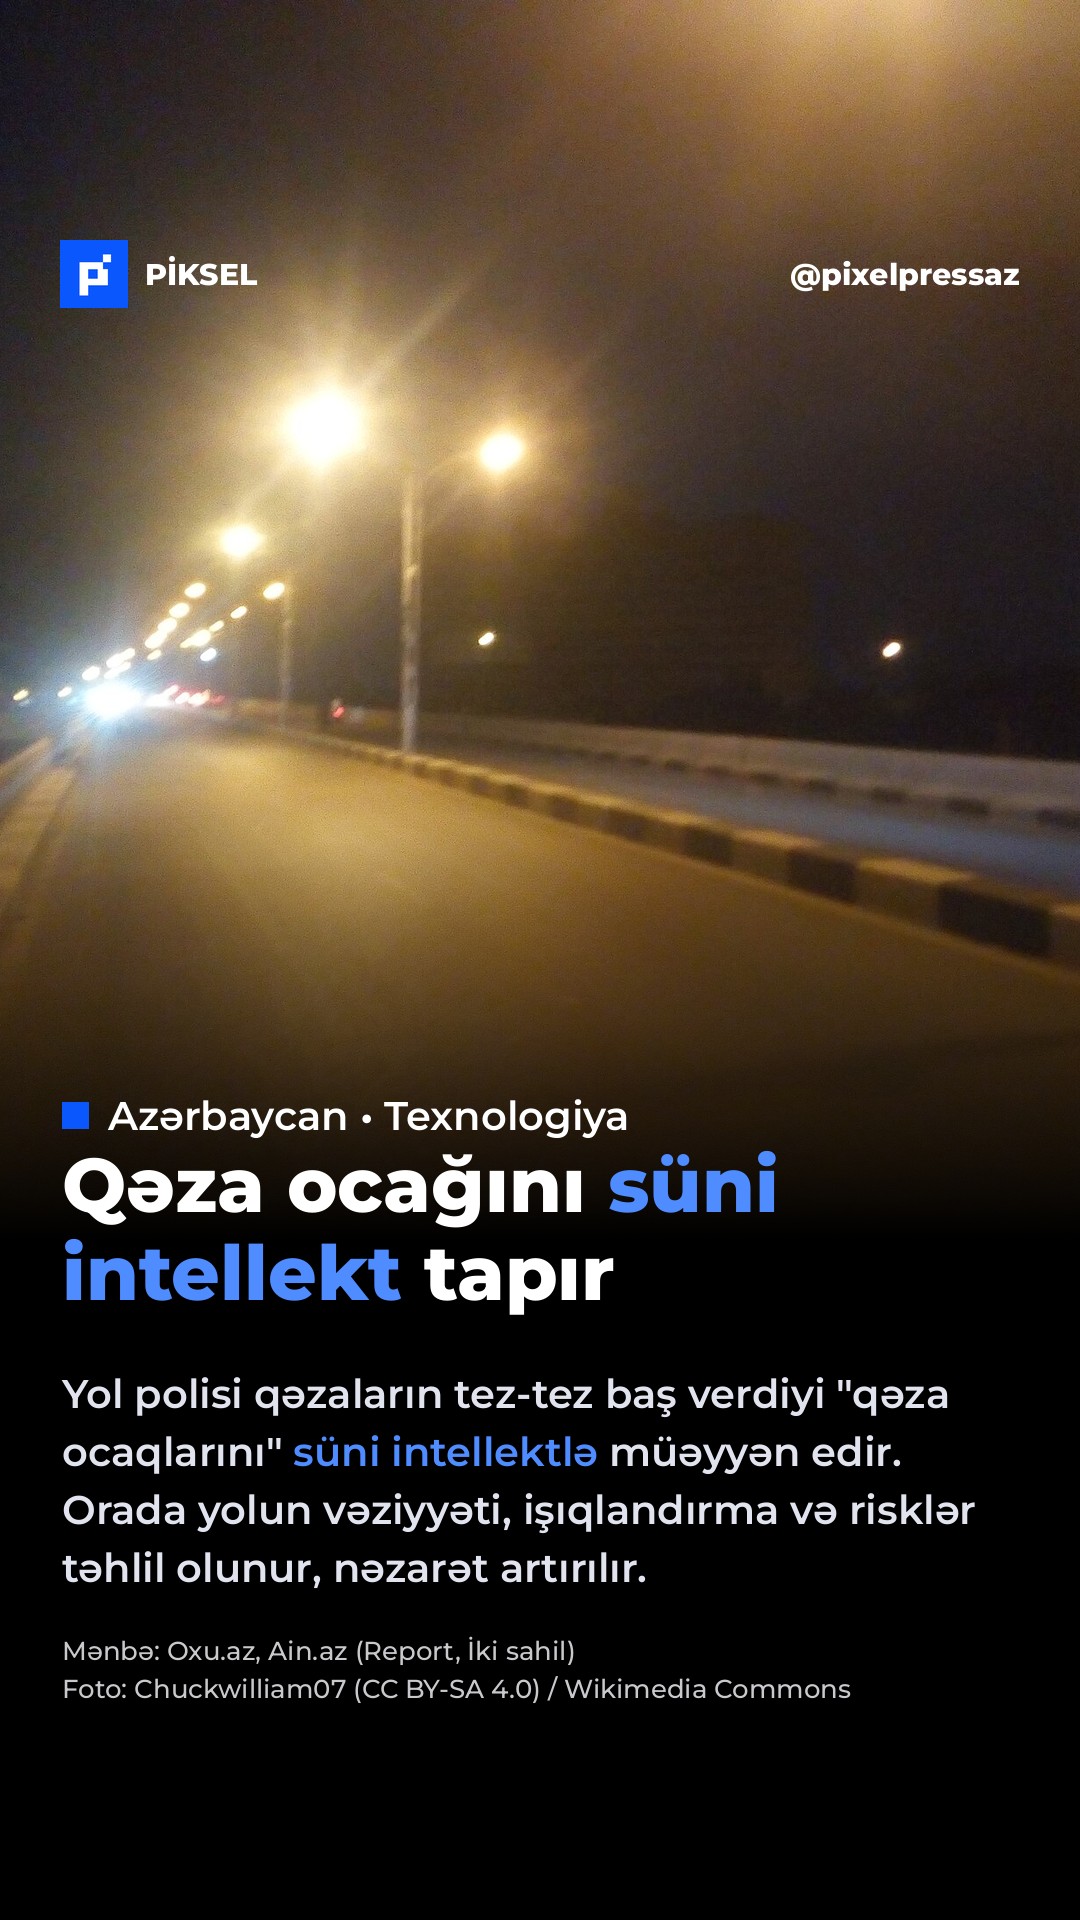 PİKSEL
@pixelpressaz
Azərbaycan • Texnologiya
Qəza ocağını süni
intellekt tapır
Yol polisi qəzaların tez-tez baş verdiyi "qəza
ocaqlarını" süni intellektlə müəyyən edir.
Orada yolun vəziyyəti, işıqlandırma və risklər
təhlil olunur, nəzarət artırılır.
Mənbə: Oxu.az, Ain.az (Report, İki sahil)
Foto: Chuckwilliam07 (CC BY-SA 4.0) / Wikimedia Commons